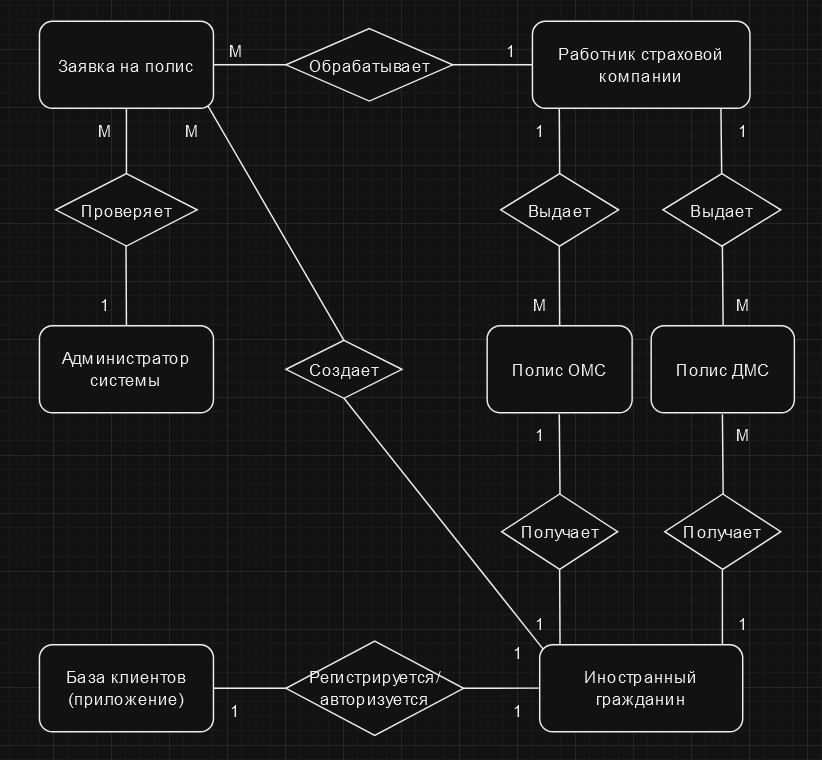 Заявка на полис
М
Обрабатывает
1
Работник страховой
компании
М
М
1
1
Проверяет
Выдает
Выдает
1
М
М
Администратор
системы
Создает
Полис ОМС
Полис ДМС
1
М
Получает
Получает
1
1
1
База клиентов
(приложение)
Регистрируется/
авторизуется
Иностранный
гражданин
1
1